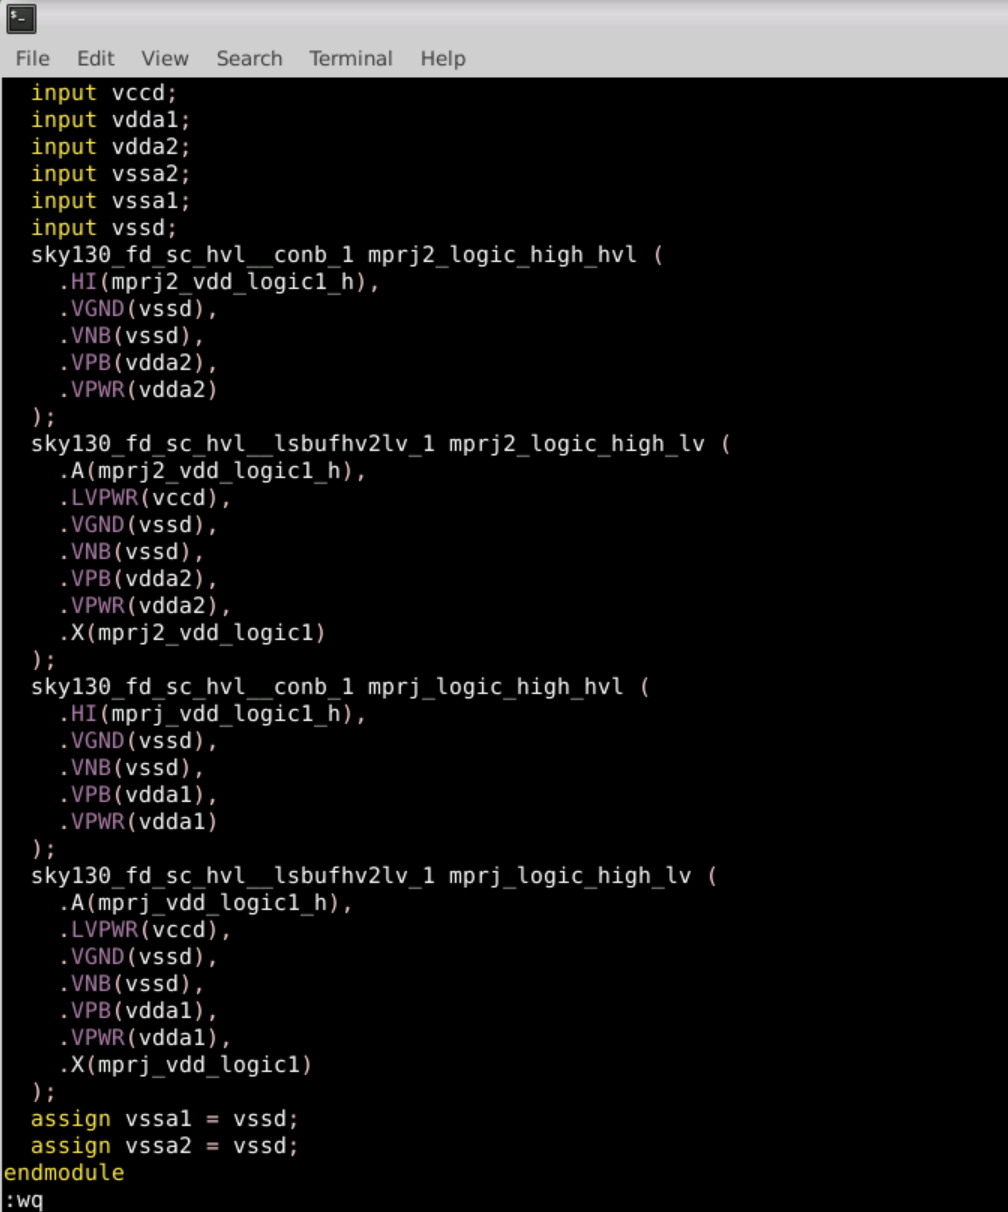 $_
File Edit View Search Terminal Help
input vccd;
input vdda1;
input vdda2;
input vssa2;
input vssa1;
input vssd;
sky130_fd_sc_hvl__conb_1 mprj2_logic_high_hvl (
.HI(mprj2_vdd_logic1_h),
.VGND(vssd),
.VNB(vssd),
.VPB(vdda2),
.VPWR(vdda2)
);
sky130_fd_sc_hvl__lsbufhv2lv_1 mprj2_logic_high_lv (
.A(mprj2_vdd_logic1_h),
.LVPWR(vccd),
.VGND(vssd),
.VNB(vssd),
.VPB(vdda2),
.VPWR(vdda2),
.X(mprj2_vdd_logic1)
);
sky130_fd_sc_hvl__conb_1 mprj_logic_high_hvl (
.HI(mprj_vdd_logic1_h),
.VGND(vssd),
.VNB(vssd),
.VPB(vdda1),
.VPWR(vdda1)
);
sky130_fd_sc_hvl__lsbufhv2lv_1 mprj_logic_high_lv (
.A(mprj_vdd_logic1_h),
.LVPWR(vccd),
.VGND(vssd),
.VNB(vssd),
.VPB(vdda1),
.VPWR(vdda1),
.X(mprj_vdd_logic1)
);
assign vssa1 = vssd;
assign vssa2 = vssd;
endmodule
:wq